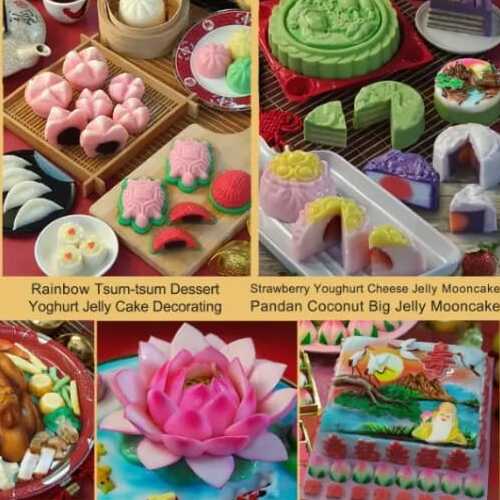 Rainbow Tsum-tsum Dessert
Yoghurt Jelly Cake Decorating
Strawberry Youghurt Cheese Jelly Mooncake
Pandan Coconut Big Jelly Mooncake